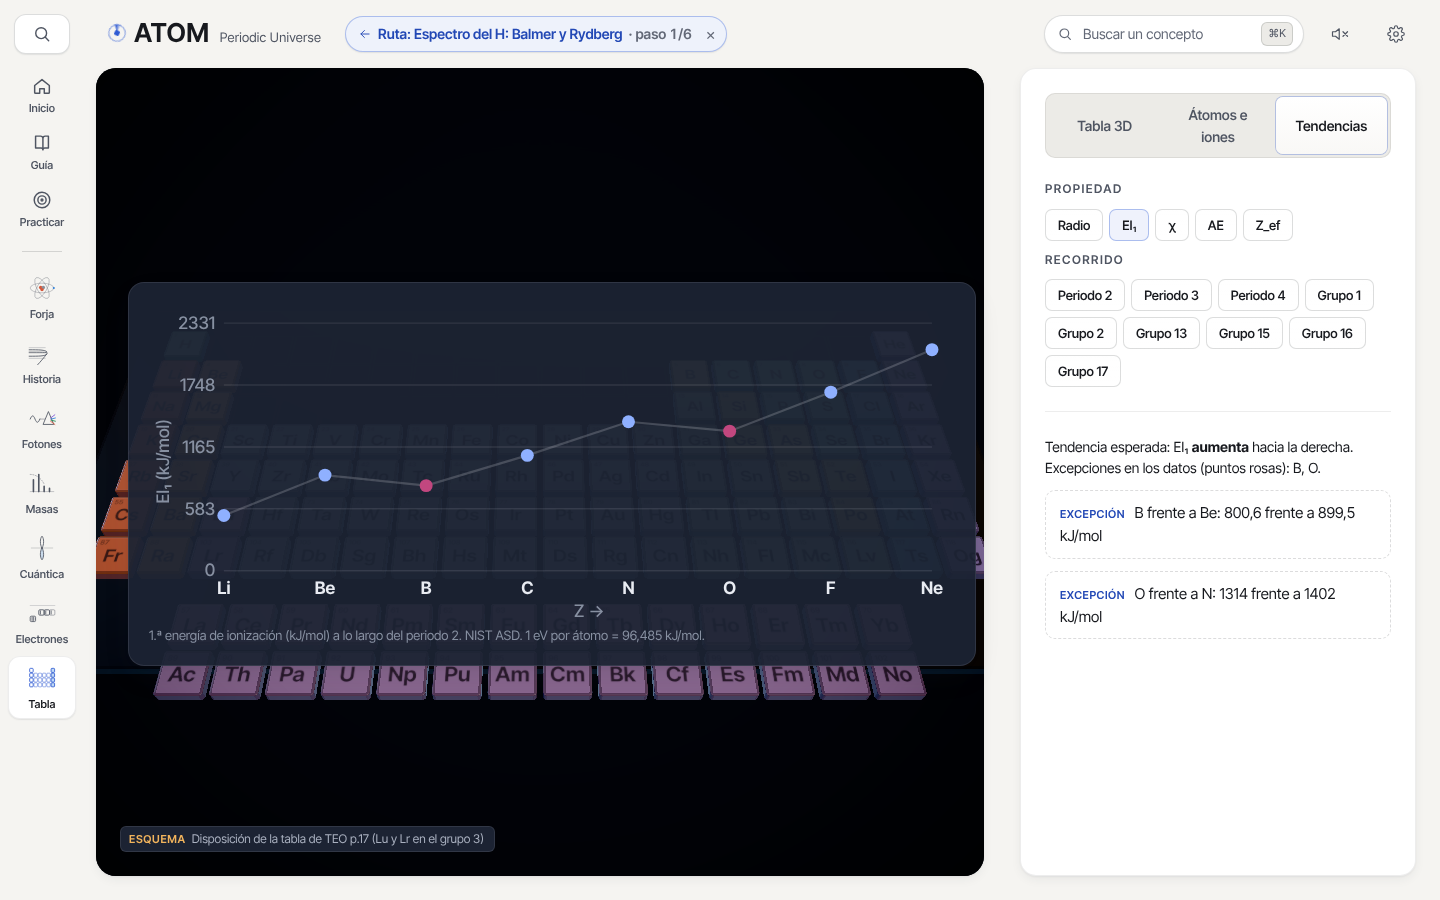 ATOM Periodic Universe
← Ruta: Espectro del H: Balmer y Rydberg · paso 1/6 ×
Buscar un concepto ⌘K
Inicio
Guía
Practicar
Forja
Historia
Fotones
Masas
Cuántica
Electrones
Tabla
2331
1748
1165
583
0
EI₁ (kJ/mol)
Li Be B C N O F Ne
Z →
1.ª energía de ionización (kJ/mol) a lo largo del periodo 2. NIST ASD. 1 eV por átomo = 96,485 kJ/mol.
Fr
Ac Th Pa U Np Pu Am Cm Bk Cf Es Fm Md No
ESQUEMA Disposición de la tabla de TEO p.17 (Lu y Lr en el grupo 3)
Tabla 3D
Átomos e
iones
Tendencias
PROPIEDAD
Radio EI₁ χ AE Z_ef
RECORRIDO
Periodo 2 Periodo 3 Periodo 4 Grupo 1
Grupo 2 Grupo 13 Grupo 15 Grupo 16
Grupo 17
Tendencia esperada: EI₁ aumenta hacia la derecha.
Excepciones en los datos (puntos rosas): B, O.
EXCEPCIÓN B frente a Be: 800,6 frente a 899,5
kJ/mol
EXCEPCIÓN O frente a N: 1314 frente a 1402
kJ/mol